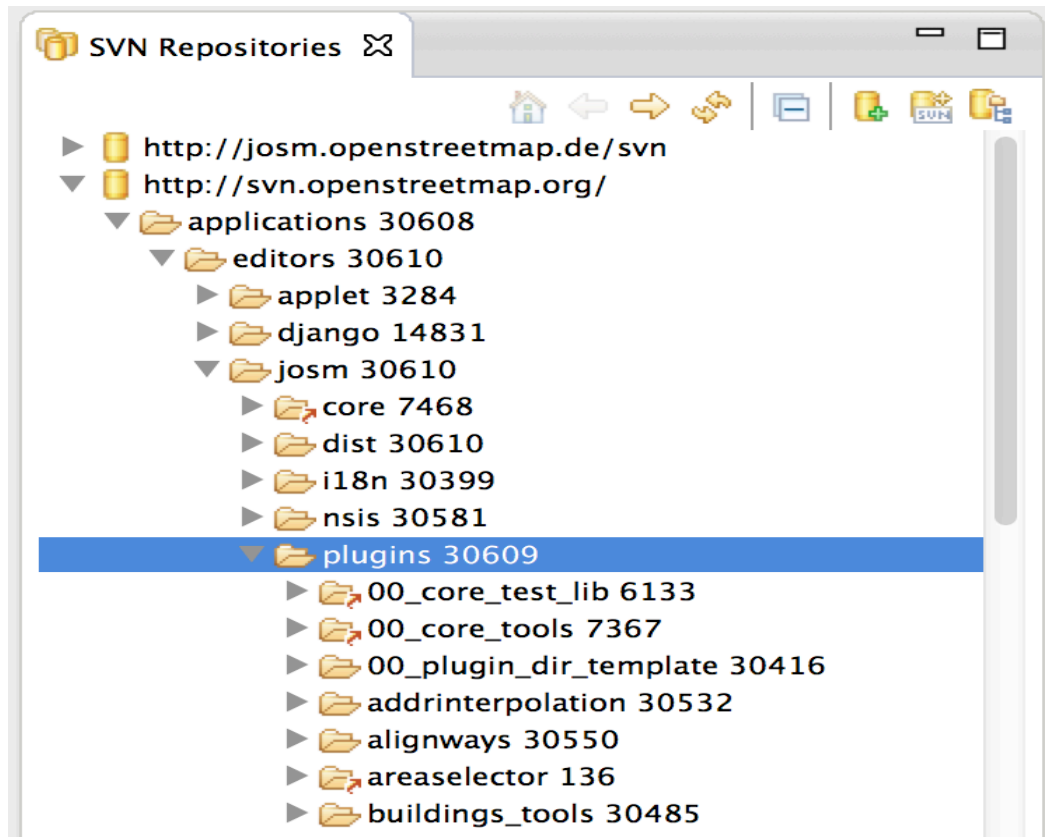 SVN Repositories
SVN
http://josm.openstreetmap.de/svn
http://svn.openstreetmap.org/
applications 30608
editors 30610
applet 3284
django 14831
josm 30610
core 7468
dist 30610
i18n 30399
nsis 30581
plugins 30609
00_core_test_lib 6133
00_core_tools 7367
00_plugin_dir_template 30416
addrinterpolation 30532
alignways 30550
areaselector 136
buildings_tools 30485